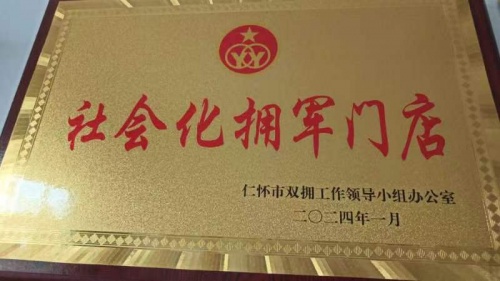 社会化拥军门店
仁怀市双拥工作领导小组办公室
二〇二四年一月